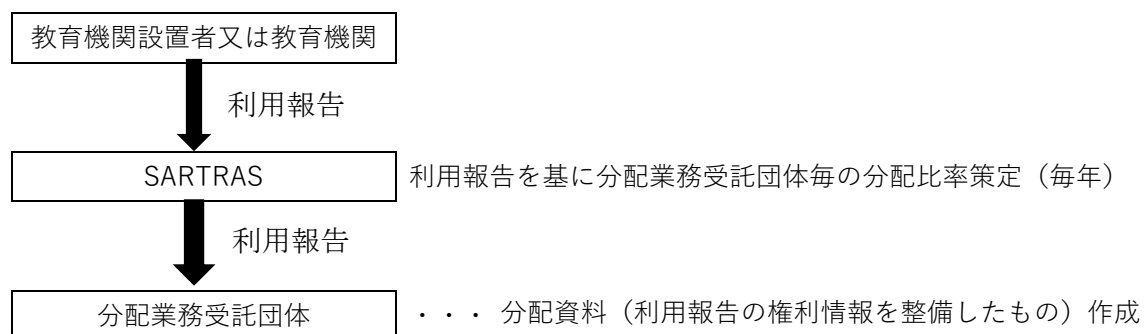 教育機関設置者又は教育機関
利用報告
SARTRAS 利用報告を基に分配業務受託団体毎の分配比率策定（毎年）
利用報告
分配業務受託団体 ・・・ 分配資料（利用報告の権利情報を整備したもの）作成